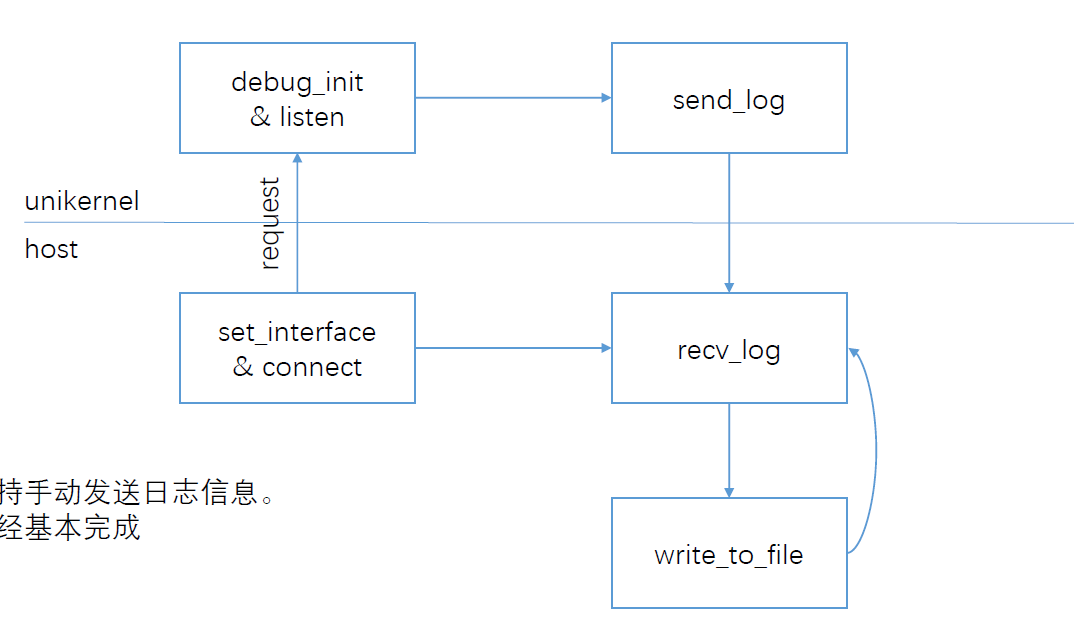 debug_init
& listen
send_log
unikernel
request
host
set_interface
& connect
recv_log
持手动发送日志信息。
经基本完成
write_to_file